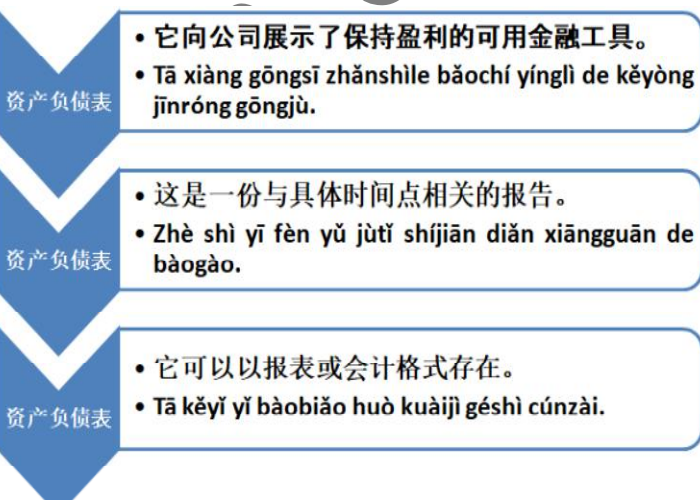 资产负债表
• 它向公司展示了保持盈利的可用金融工具。
• Tā xiàng gōngsī zhǎnshìle bǎochí yínglì de kěyòng
jīnróng gōngjù.
资产负债表
• 这是一份与具体时间点相关的报告。
• Zhè shì yī fèn yǔ jùtǐ shíjiān diǎn xiāngguān de
bàogào.
资产负债表
• 它可以以报表或会计格式存在。
• Tā kěyǐ yǐ bàobiǎo huò kuàijì géshì cúnzài.